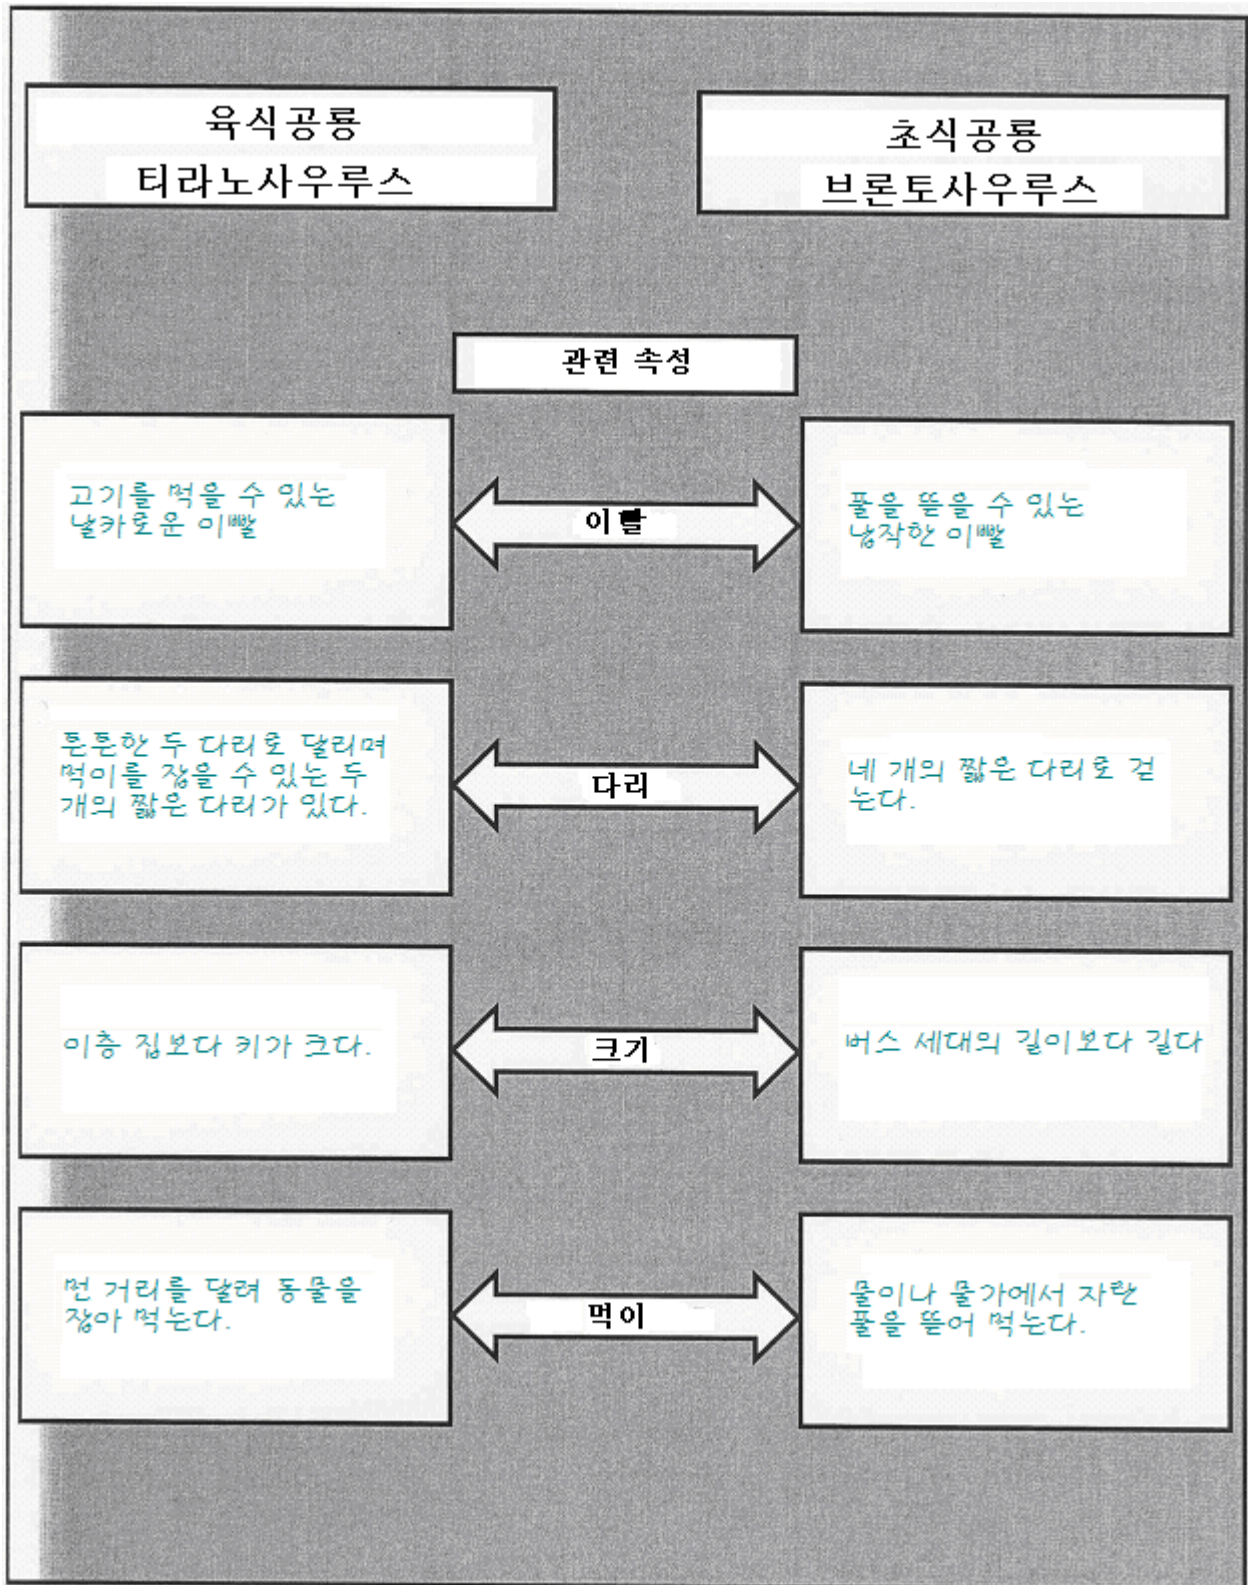 육식공룡
티라노사우루스
초식공룡
브론토사우루스
관련 속성
고기를 먹을 수 있는
날카로운 이빨
이빨
풀을 뜯을 수 있는
납작한 이빨
튼튼한 두 다리로 달리며
먹이를 잡을 수 있는 두
개의 짧은 다리가 있다.
다리
네 개의 짧은 다리로 걷
는다.
이층 집보다 키가 크다.
크기
버스 세대의 길이보다 길다
먼 거리를 달려 동물을
잡아 먹는다.
먹이
물이나 물가에서 자란
풀을 뜯어 먹는다.